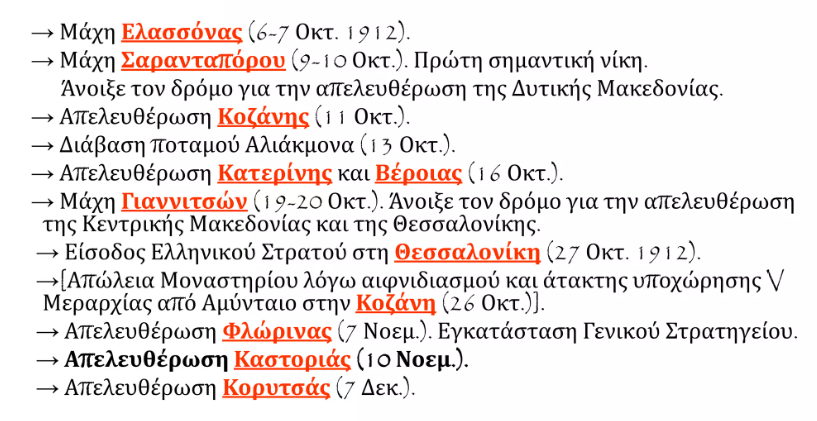 → Μάχη Ελασσόνας (6-7 Οκτ. 1912).
→ Μάχη Σαρανταπόρου (9-10 Οκτ.). Πρώτη σημαντική νίκη.
Άνοιξε τον δρόμο για την απελευθέρωση της Δυτικής Μακεδονίας.
→ Απελευθέρωση Κοζάνης (11 Οκτ.).
→ Διάβαση ποταμού Αλιάκμονα (13 Οκτ.).
→ Απελευθέρωση Κατερίνης και Βέροιας (16 Οκτ.).
→ Μάχη Γιαννιτσών (19-20 Οκτ.). Άνοιξε τον δρόμο για την απελευθέρωση
της Κεντρικής Μακεδονίας και της Θεσσαλονίκης.
→ Είσοδος Ελληνικού Στρατού στη Θεσσαλονίκη (27 Οκτ. 1912).
→[Απώλεια Μοναστηρίου λόγω αιφνιδιασμού και άτακτης υποχώρησης V
Μεραρχίας από Αμύνταιο στην Κοζάνη (26 Οκτ.)].
→ Απελευθέρωση Φλώρινας (7 Νοεμ.). Εγκατάσταση Γενικού Στρατηγείου.
→ Απελευθέρωση Καστοριάς (10 Νοεμ.).
→ Απελευθέρωση Κορυτσάς (7 Δεκ.).